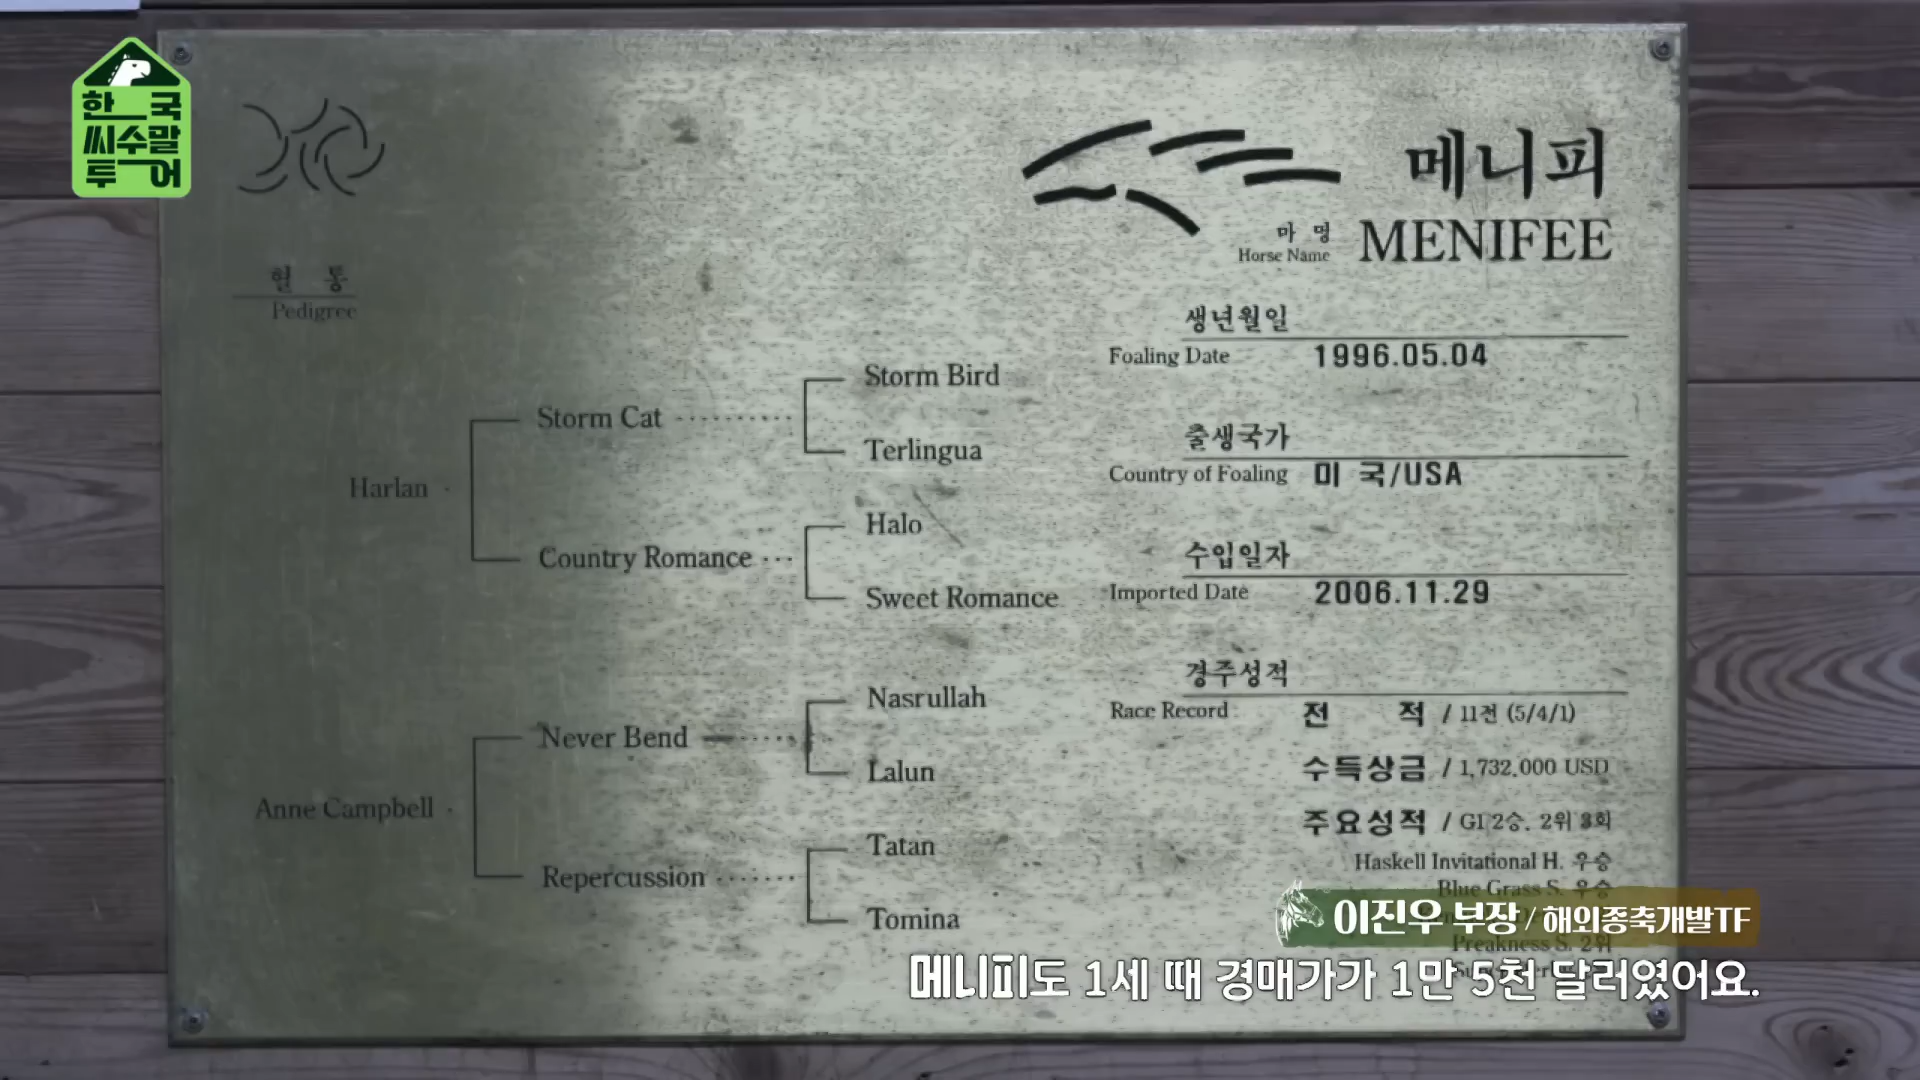 한국
씨수말
투어
혈통
Pedigree
메니피
마 명
Horse Name
MENIFEE
생년월일
Foaling Date
1996.05.04
출생국가
Country of Foaling
미 국/USA
수입일자
Imported Date
2006.11.29
경주성적
Race Record
전 적 / 11전 (5/4/1)
수득상금 / 1,732,000 USD
주요성적 / G1 2승, 2위 3회
Haskell Invitational H. 우승
Blue Grass S. 우승
Preakness S. 2위
Storm Bird
Storm Cat
Terlingua
Harlan
Halo
Country Romance
Sweet Romance
Nasrullah
Never Bend
Lalun
Anne Campbell
Tatan
Repercussion
Tomina
이진우 부장 / 해외종축개발TF
메니피도 1세 때 경매가가 1만 5천 달러였어요.